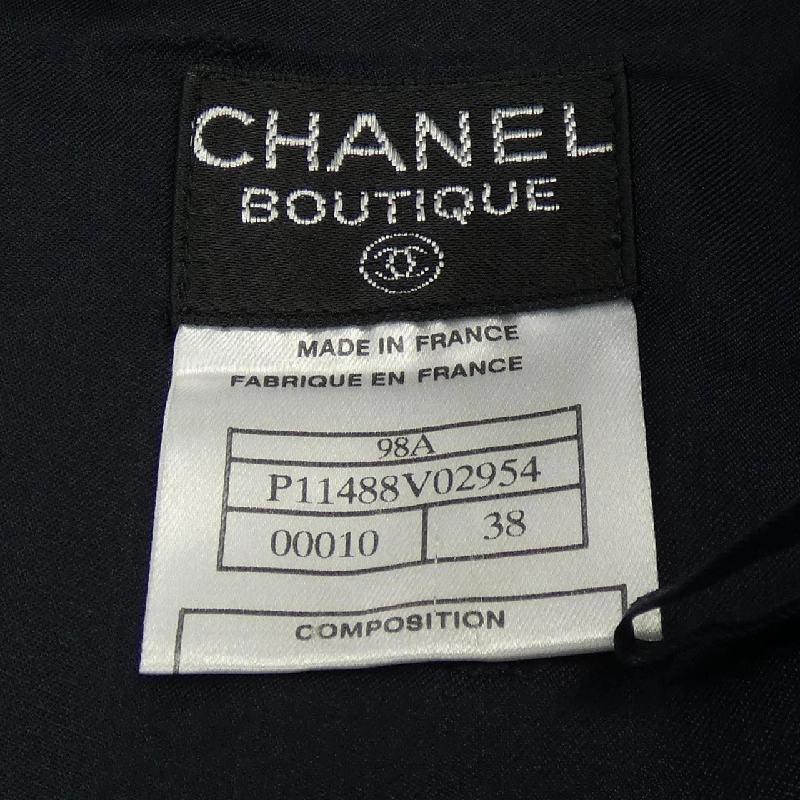 CHANEL
BOUTIQUE
MADE IN FRANCE
FABRIQUE EN FRANCE
98A
P11488V02954
00010 38
COMPOSITION